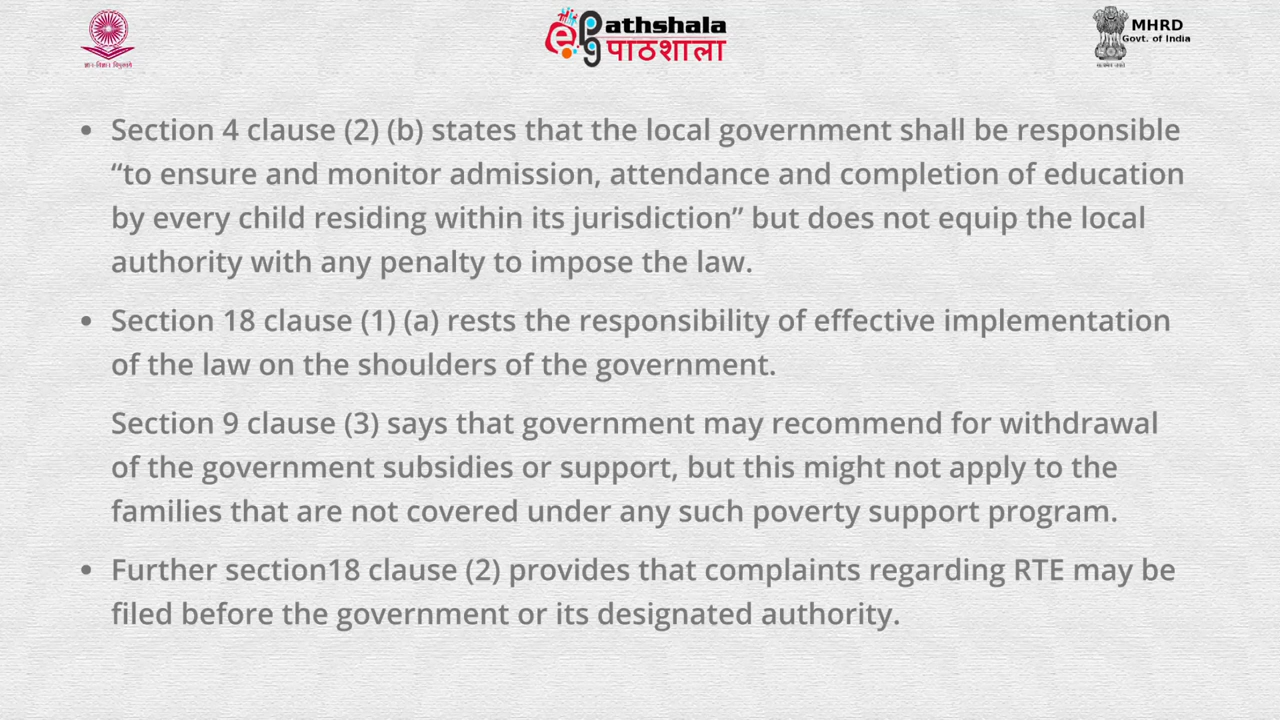 ePgPathshala
पाठशाला
MHRD
Govt. of India
ज्ञान-विज्ञान विमुक्तये
सत्यमेव जयते
• Section 4 clause (2) (b) states that the local government shall be responsible
“to ensure and monitor admission, attendance and completion of education
by every child residing within its jurisdiction” but does not equip the local
authority with any penalty to impose the law.
• Section 18 clause (1) (a) rests the responsibility of effective implementation
of the law on the shoulders of the government.
Section 9 clause (3) says that government may recommend for withdrawal
of the government subsidies or support, but this might not apply to the
families that are not covered under any such poverty support program.
• Further section18 clause (2) provides that complaints regarding RTE may be
filed before the government or its designated authority.